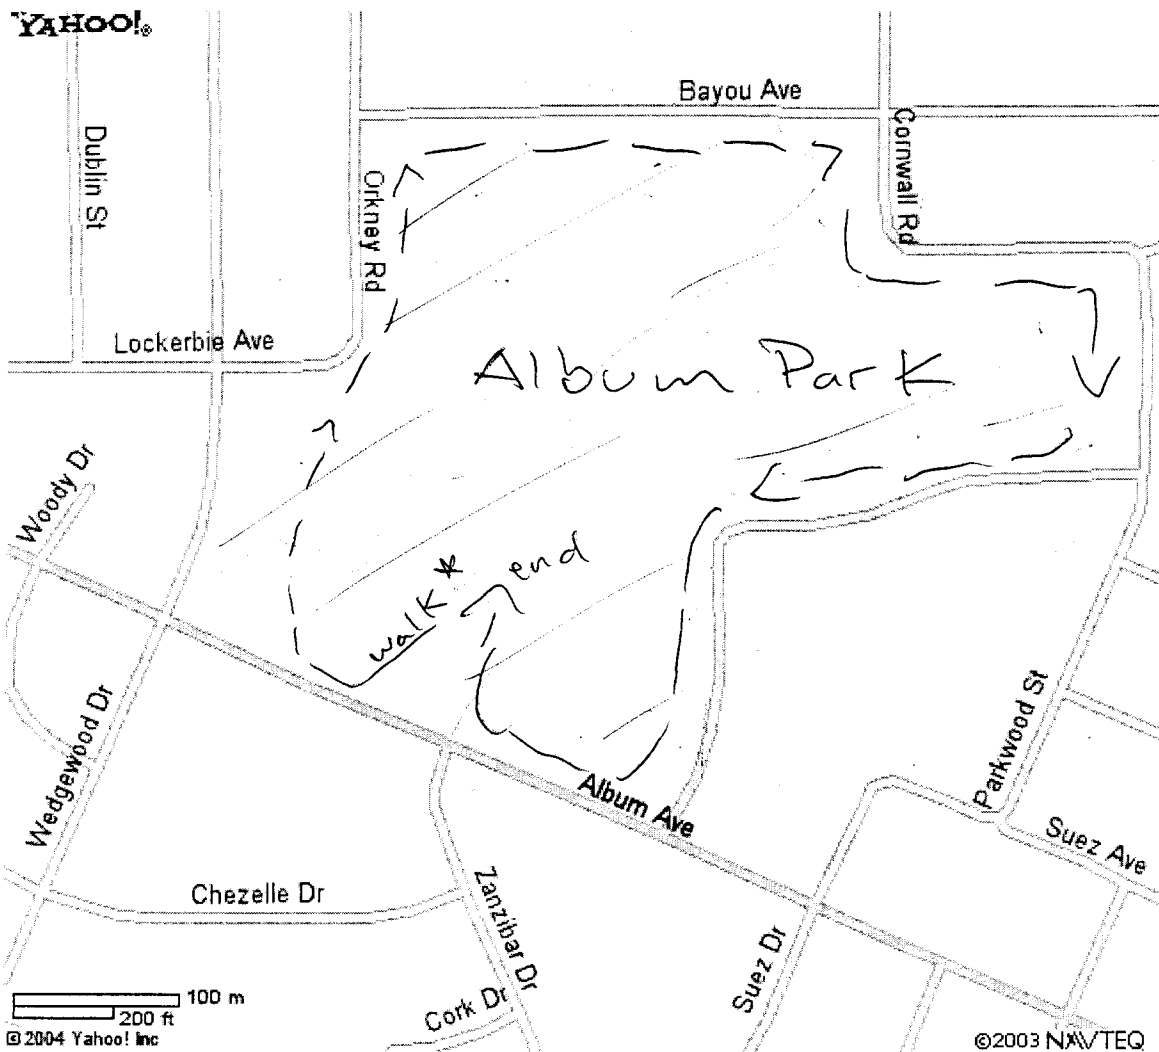 YAHOO!®
Bayou Ave
Dublin St
Orkney Rd
Cornwall Rd
Lockerbie Ave
Album Park
Woody Dr
walk*
end
Wedgewood Dr
Parkwood St
Album Ave
Suez Ave
Chezelle Dr
Zanzibar Dr
Suez Dr
Cork Dr
100 m
200 ft
© 2004 Yahoo! Inc
©2003 NAVTEQ